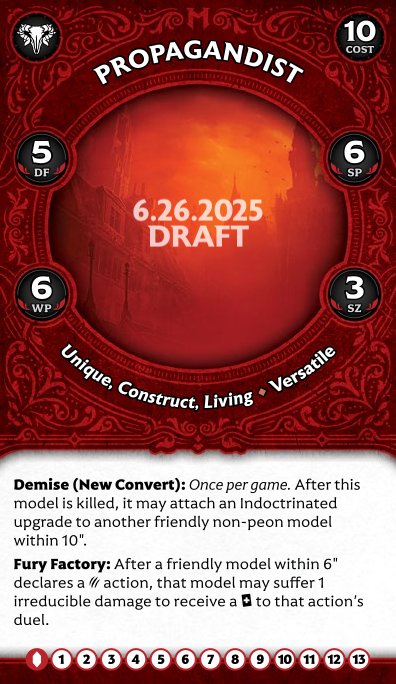 10
COST
PROPAGANDIST
5
DF
6
SP
6.26.2025
DRAFT
6
WP
3
SZ
Unique, Construct, Living ♦ Versatile
Demise (New Convert): Once per game. After this
model is killed, it may attach an Indoctrinated
upgrade to another friendly non-peon model
within 10".
Fury Factory: After a friendly model within 6"
declares a action, that model may suffer 1
irreducible damage to receive a to that action's
duel.
1 2 3 4 5 6 7 8 9 10 11 12 13